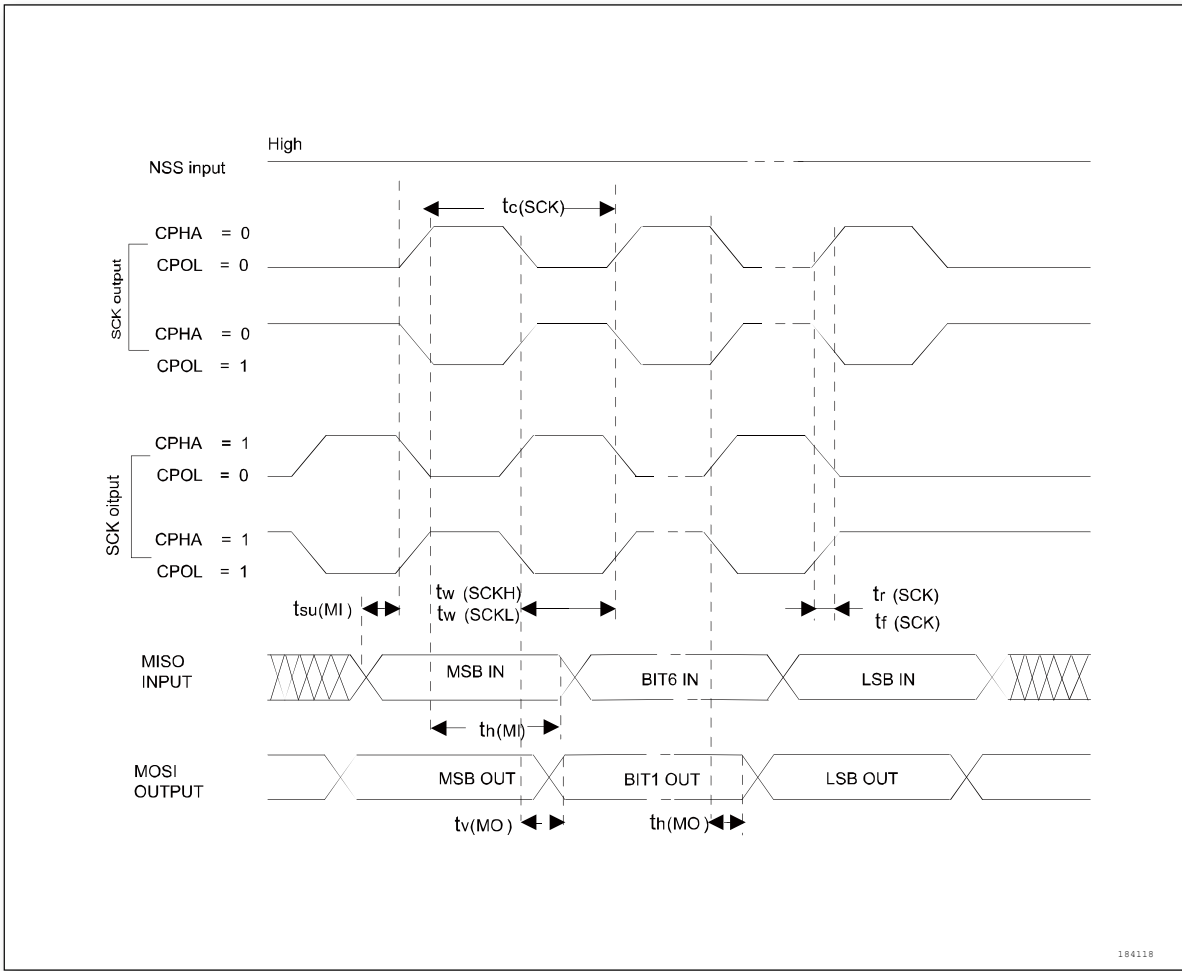 High
NSS input
tc(SCK)
CPHA = 0
CPOL = 0
SCK output
CPHA = 0
CPOL = 1
CPHA = 1
CPOL = 0
SCK oitput
CPHA = 1
CPOL = 1
tsu(MI)
tw (SCKH)
tw (SCKL)
tr (SCK)
tf (SCK)
MISO
INPUT
MSB IN
BIT6 IN
LSB IN
th(MI)
MOSI
OUTPUT
MSB OUT
BIT1 OUT
LSB OUT
tv(MO)
th(MO)
184118